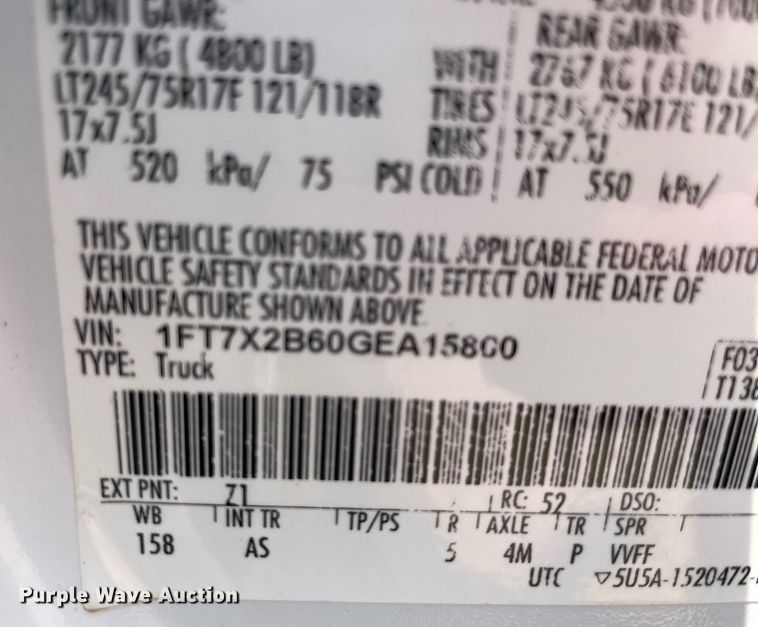 FRONT GAWR:
REAR GAWR:
2177 KG ( 4800 LB)
WITH 2767 KG ( 6100 LB
LT245/75R17E 121/118R
TIRES LT245/75R17E 121/
17x7.5J
RIMS 17x7.5J
AT 520 kPa/ 75 PSI COLD
AT 550 kPa/
THIS VEHICLE CONFORMS TO ALL APPLICABLE FEDERAL MOTO
VEHICLE SAFETY STANDARDS IN EFFECT ON THE DATE OF
MANUFACTURE SHOWN ABOVE.
VIN:
TYPE: Truck
F03
EXT PNT: Z1 RC: 52 DSO:
WB INT TR TP/PS R AXLE TR SPR
158 AS 5 4M P VVFF
UTC ▽5U5A-1520472-
Purple Wave Auction